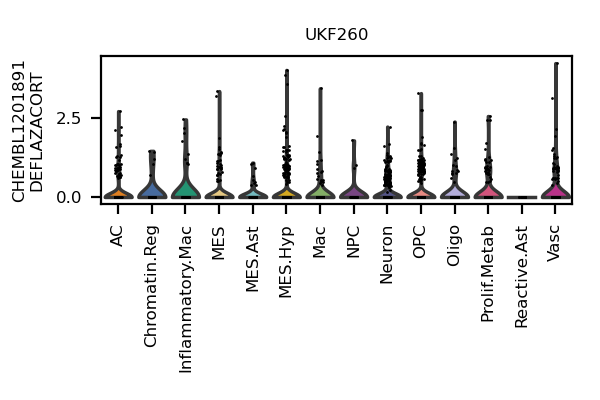 UKF260
CHEMBL1201891
DEFLAZACORT
2.5
0.0
AC
Chromatin.Reg
Inflammatory.Mac
MES
MES.Ast
MES.Hyp
Mac
NPC
Neuron
OPC
Oligo
Prolif.Metab
Reactive.Ast
Vasc